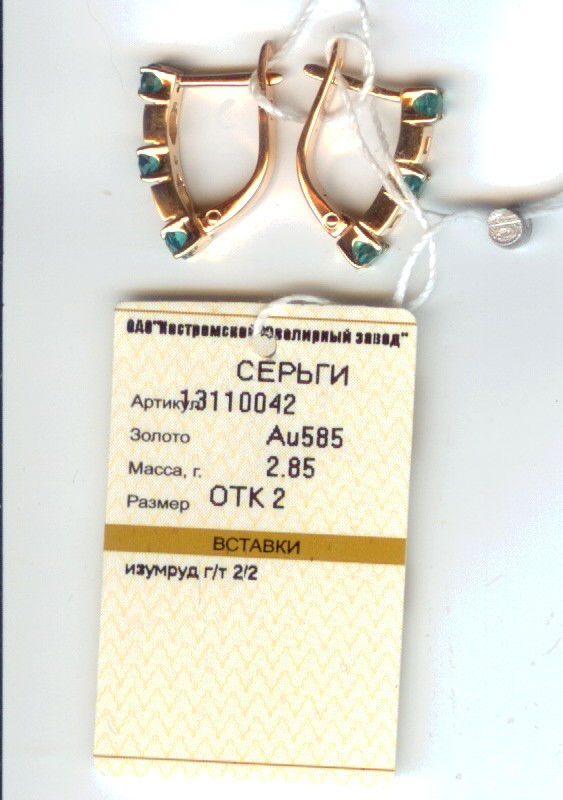 ОАО"Костромской Ювелирный завод"
СЕРЬГИ
Артикул 13110042
Золото Au585
Масса, г. 2.85
Размер ОТК 2
ВСТАВКИ
изумруд г/т 2/2